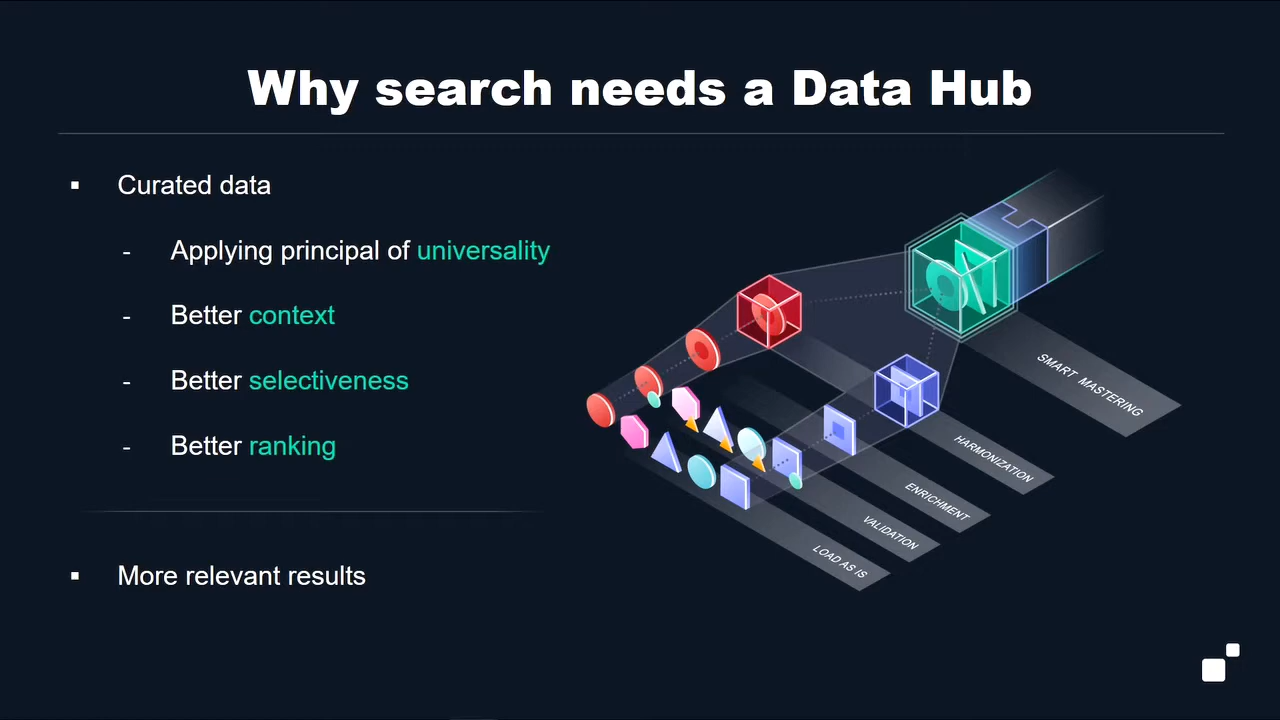 Why search needs a Data Hub
▪ Curated data
- Applying principal of universality
- Better context
- Better selectiveness
- Better ranking
▪ More relevant results
SMART MASTERING
HARMONIZATION
ENRICHMENT
VALIDATION
LOAD AS IS